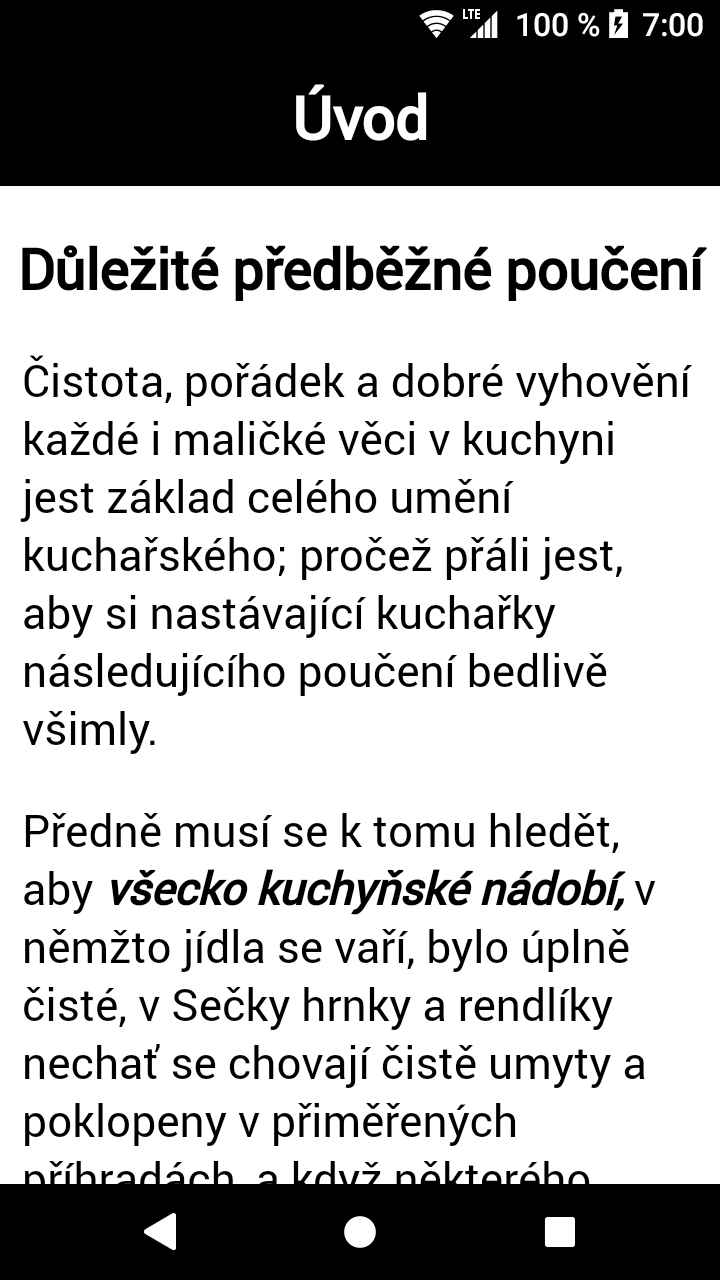 LTE 100 % 7:00
Úvod
Důležité předběžné poučení
Čistota, pořádek a dobré vyhovění
každé i maličké věci v kuchyni
jest základ celého umění
kuchařského; pročež přáli jest,
aby si nastávající kuchařky
následujícího poučení bedlivě
všimly.
Předně musí se k tomu hledět,
aby všecko kuchyňské nádobí, v
němžto jídla se vaří, bylo úplně
čisté, v Sečky hrnky a rendlíky
nechať se chovají čistě umyty a
poklopeny v přiměřených
příhradách, a když některého